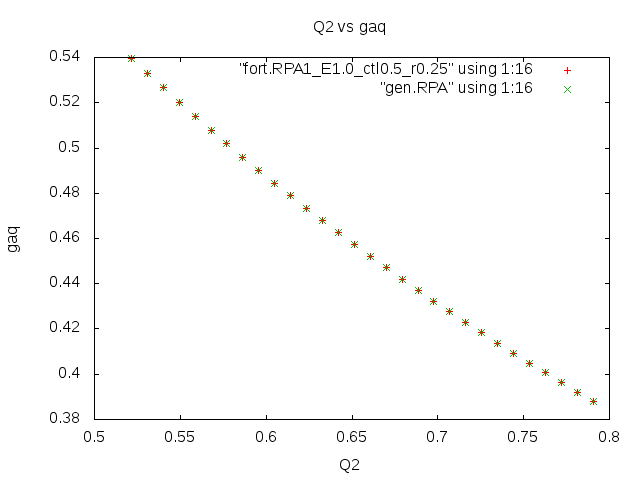 Q2 vs gaq
"fort.RPA1_E1.0_ctl0.5_r0.25" using 1:16
"gen.RPA" using 1:16
0.54
0.52
0.5
0.48
0.46
0.44
0.42
0.4
0.38
gaq
0.5 0.55 0.6 0.65 0.7 0.75 0.8
Q2